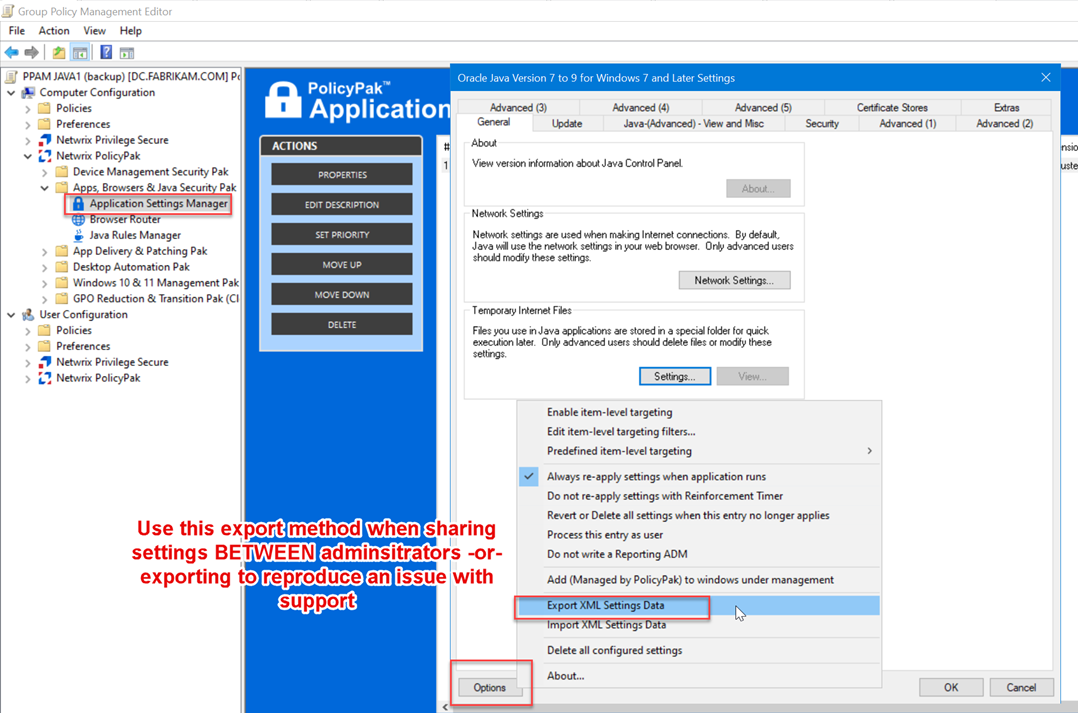 Group Policy Management Editor
File Action View Help
PPAM JAVA1 (backup) [DC.FABRIKAM.COM] Po
Computer Configuration
Policies
Preferences
Netwrix Privilege Secure
Netwrix PolicyPak
Device Management Security Pak
Apps, Browsers & Java Security Pak
Application Settings Manager
Browser Router
Java Rules Manager
App Delivery & Patching Pak
Desktop Automation Pak
Windows 10 & 11 Management Pak
GPO Reduction & Transition Pak (Cl
User Configuration
Policies
Preferences
Netwrix Privilege Secure
Netwrix PolicyPak
PolicyPak™
Application
ACTIONS
PROPERTIES
EDIT DESCRIPTION
SET PRIORITY
MOVE UP
MOVE DOWN
DELETE
#
1
Oracle Java Version 7 to 9 for Windows 7 and Later Settings
Advanced (3) Advanced (4) Advanced (5) Certificate Stores Extras
General Update Java-(Advanced) - View and Misc Security Advanced (1) Advanced (2)
About
View version information about Java Control Panel.
About...
Network Settings
Network settings are used when making Internet connections. By default,
Java will use the network settings in your web browser. Only advanced users
should modify these settings.
Network Settings...
Temporary Internet Files
Files you use in Java applications are stored in a special folder for quick
execution later. Only advanced users should delete files or modify these
settings.
Settings... View...
Enable item-level targeting
Edit item-level targeting filters...
Predefined item-level targeting
Always re-apply settings when application runs
Do not re-apply settings with Reinforcement Timer
Revert or Delete all settings when this entry no longer applies
Process this entry as user
Do not write a Reporting ADM
Add (Managed by PolicyPak) to windows under management
Export XML Settings Data
Import XML Settings Data
Delete all configured settings
About...
Options OK Cancel
Use this export method when sharing
settings BETWEEN adminsitrators -or-
exporting to reproduce an issue with
support